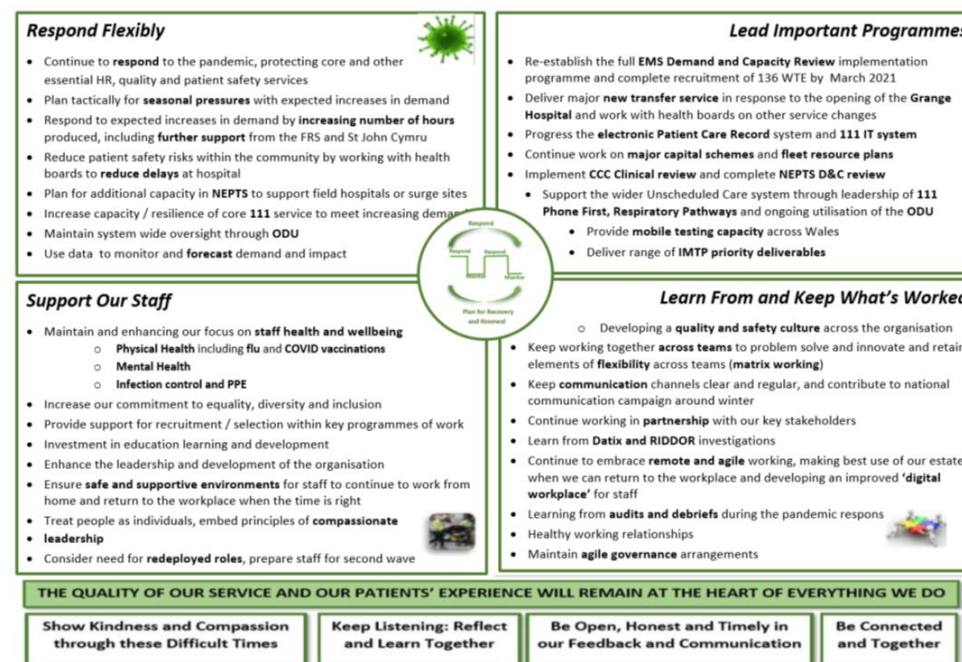 Respond Flexibly
• Continue to respond to the pandemic, protecting core and other
essential HR, quality and patient safety services
• Plan tactically for seasonal pressures with expected increases in demand
• Respond to expected increases in demand by increasing number of hours
produced, including further support from the FRS and St John Cymru
• Reduce patient safety risks within the community by working with health
boards to reduce delays at hospital
• Plan for additional capacity in NEPTS to support field hospitals or surge sites
• Increase capacity / resilience of core 111 service to meet increasing demand
• Maintain system wide oversight through ODU
• Use data to monitor and forecast demand and impact
Lead Important Programmes
• Re-establish the full EMS Demand and Capacity Review implementation
programme and complete recruitment of 136 WTE by March 2021
• Deliver major new transfer service in response to the opening of the Grange
Hospital and work with health boards on other service changes
• Progress the electronic Patient Care Record system and 111 IT system
• Continue work on major capital schemes and fleet resource plans
• Implement CCC Clinical review and complete NEPTS D&C review
• Support the wider Unscheduled Care system through leadership of 111
Phone First, Respiratory Pathways and ongoing utilisation of the ODU
• Provide mobile testing capacity across Wales
• Deliver range of IMTP priority deliverables
Respond
Respond Respond
Monitor Monitor
Plan for Recovery
and Renewal
Support Our Staff
• Maintain and enhancing our focus on staff health and wellbeing
o Physical Health including flu and COVID vaccinations
o Mental Health
o Infection control and PPE
• Increase our commitment to equality, diversity and inclusion
• Provide support for recruitment / selection within key programmes of work
• Investment in education learning and development
• Enhance the leadership and development of the organisation
• Ensure safe and supportive environments for staff to continue to work from
home and return to the workplace when the time is right
• Treat people as individuals, embed principles of compassionate
• leadership
• Consider need for redeployed roles, prepare staff for second wave
Learn From and Keep What's Worked
o Developing a quality and safety culture across the organisation
• Keep working together across teams to problem solve and innovate and retain
elements of flexibility across teams (matrix working)
• Keep communication channels clear and regular, and contribute to national
communication campaign around winter
• Continue working in partnership with our key stakeholders
• Learn from Datix and RIDDOR investigations
• Continue to embrace remote and agile working, making best use of our estate
when we can return to the workplace and developing an improved 'digital
workplace' for staff
• Learning from audits and debriefs during the pandemic respons
• Healthy working relationships
• Maintain agile governance arrangements
THE QUALITY OF OUR SERVICE AND OUR PATIENTS' EXPERIENCE WILL REMAIN AT THE HEART OF EVERYTHING WE DO
Show Kindness and Compassion
through these Difficult Times
Keep Listening: Reflect
and Learn Together
Be Open, Honest and Timely in
our Feedback and Communication
Be Connected
and Together